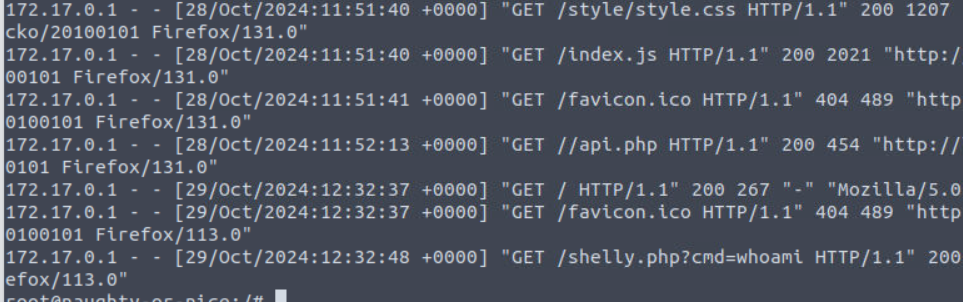 172.17.0.1 - - [28/Oct/2024:11:51:40 +0000] "GET /style/style.css HTTP/1.1" 200 1207
cko/20100101 Firefox/131.0"
172.17.0.1 - - [28/Oct/2024:11:51:40 +0000] "GET /index.js HTTP/1.1" 200 2021 "http:/
00101 Firefox/131.0"
172.17.0.1 - - [28/Oct/2024:11:51:41 +0000] "GET /favicon.ico HTTP/1.1" 404 489 "http
0100101 Firefox/131.0"
172.17.0.1 - - [28/Oct/2024:11:52:13 +0000] "GET //api.php HTTP/1.1" 200 454 "http://
0101 Firefox/131.0"
172.17.0.1 - - [29/Oct/2024:12:32:37 +0000] "GET / HTTP/1.1" 200 267 "-" "Mozilla/5.0
172.17.0.1 - - [29/Oct/2024:12:32:37 +0000] "GET /favicon.ico HTTP/1.1" 404 489 "http
0100101 Firefox/113.0"
172.17.0.1 - - [29/Oct/2024:12:32:48 +0000] "GET /shelly.php?cmd=whoami HTTP/1.1" 200
efox/113.0"
root@naughty-or-nice:/#